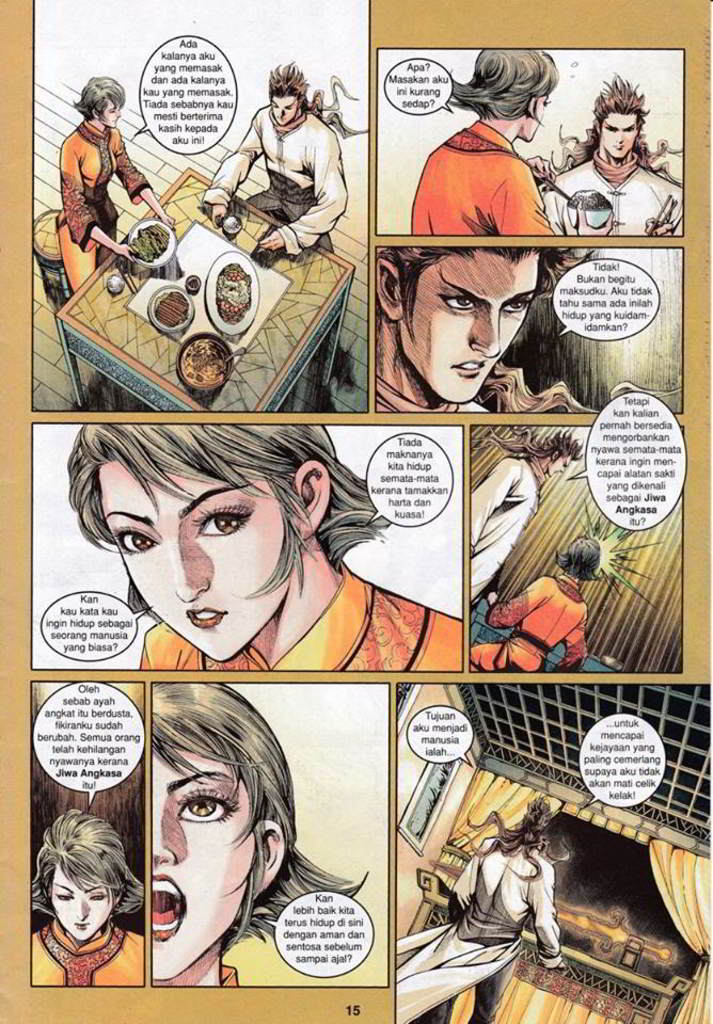 Ada
kalanya aku
yang memasak
dan ada kalanya
kau yang memasak.
Tiada sebabnya kau
mesti berterima
kasih kepada
aku ini!
Apa?
Masakan aku
ini kurang
sedap?
Tidak!
Bukan begitu
maksudku. Aku tidak
tahu sama ada inilah
hidup yang kuidam-
idamkan?
Tiada
maknanya
kita hidup
semata-mata
kerana tamakkan
harta dan
kuasa!
Kan
kau kata kau
ingin hidup sebagai
seorang manusia
yang biasa?
Tetapi
kan kalian
pernah bersedia
mengorbankan
nyawa semata-mata
kerana ingin men-
capai alatan sakti
yang dikenali
sebagai Jiwa
Angkasa
itu?
Oleh
sebab ayah
angkat itu berdusta,
fikiranku sudah
berubah. Semua orang
telah kehilangan
nyawanya kerana
Jiwa Angkasa
itu!
Kan
lebih baik kita
terus hidup di sini
dengan aman dan
sentosa sebelum
sampai ajal?
Tujuan
aku menjadi
manusia
ialah...
...untuk
mencapai
kejayaan yang
paling cemerlang
supaya aku tidak
akan mati celik
kelak!
15